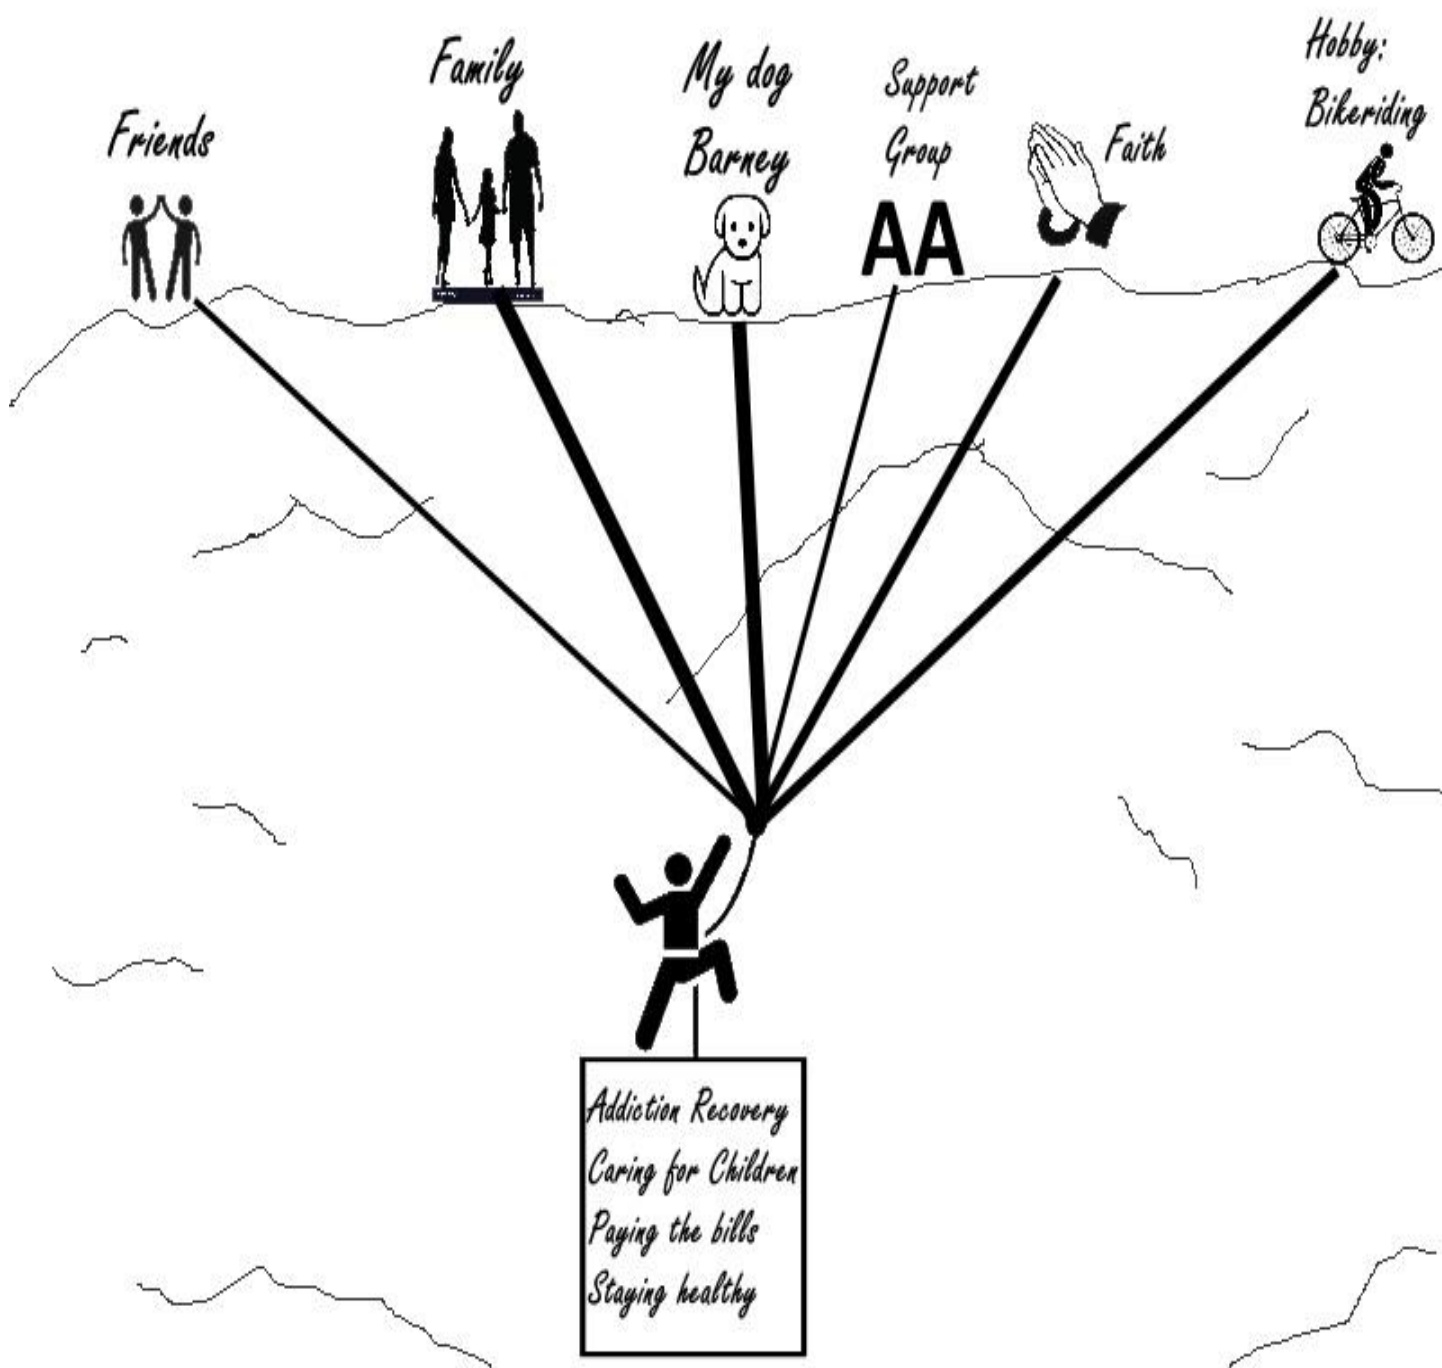 Friends
Family
My dog
Barney
Support
Group
AA
Faith
Hobby:
Bikeriding
Addiction Recovery
Caring for Children
Paying the bills
Staying healthy